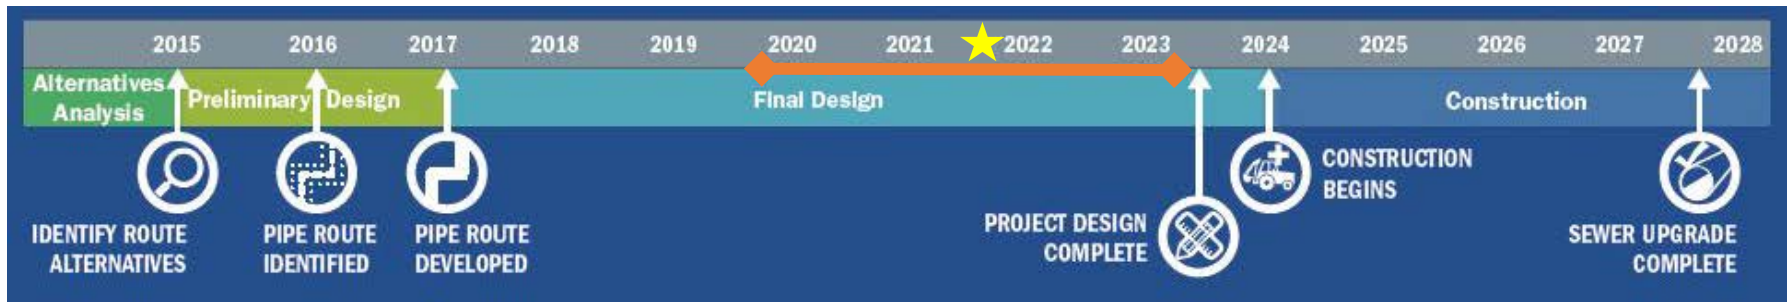 2015 2016 2017 2018 2019 2020 2021 2022 2023 2024 2025 2026 2027 2028
Alternatives
Analysis
Preliminary Design
Final Design
Construction
IDENTIFY ROUTE
ALTERNATIVES
PIPE ROUTE
IDENTIFIED
PIPE ROUTE
DEVELOPED
PROJECT DESIGN
COMPLETE
CONSTRUCTION
BEGINS
SEWER UPGRADE
COMPLETE